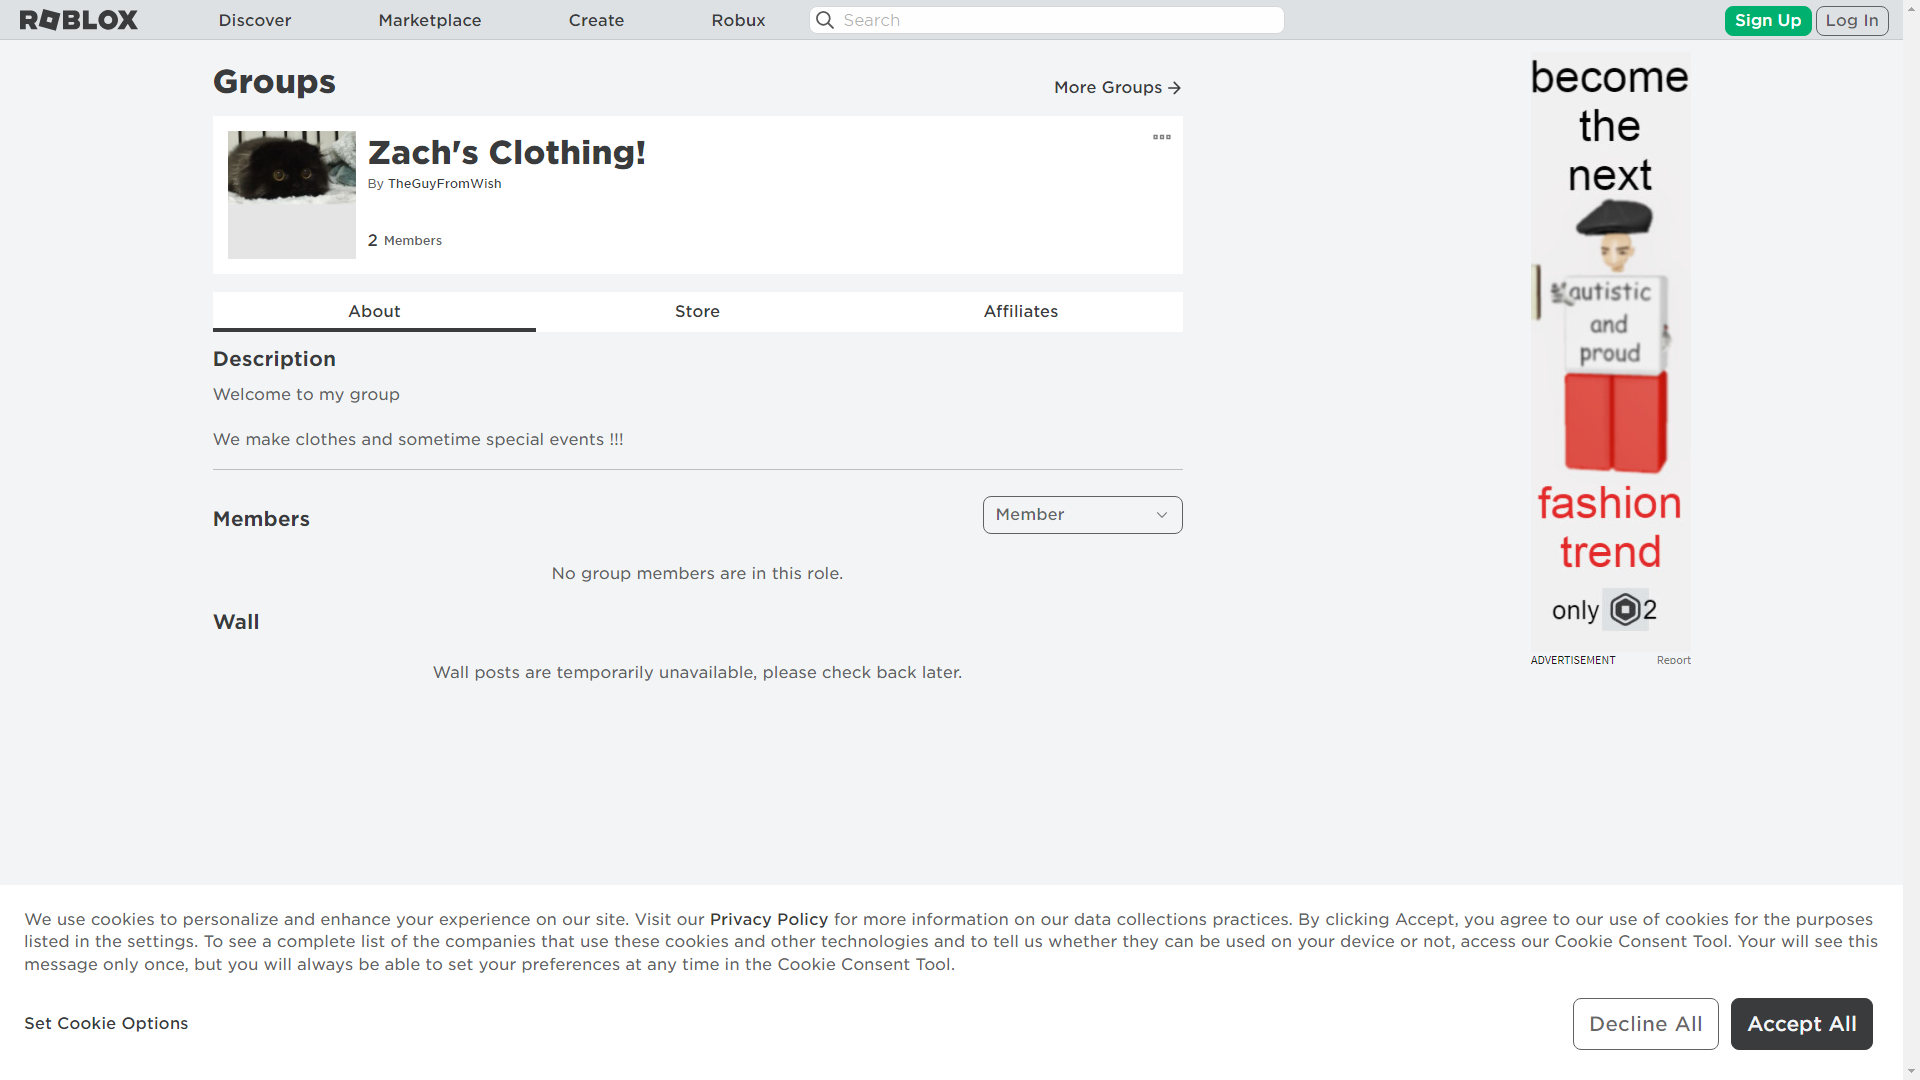 ROBLOX
Discover
Marketplace
Create
Robux
Search
Sign Up
Log In
Groups
More Groups
Zach's Clothing!
By TheGuyFromWish
2 Members
About
Store
Affiliates
Description
Welcome to my group
We make clothes and sometime special events !!!
Members
Member
No group members are in this role.
Wall
Wall posts are temporarily unavailable, please check back later.
become
the
next
autistic
and
proud
fashion
trend
only 2
ADVERTISEMENT
Report
We use cookies to personalize and enhance your experience on our site. Visit our Privacy Policy for more information on our data collections practices. By clicking Accept, you agree to our use of cookies for the purposes
listed in the settings. To see a complete list of the companies that use these cookies and other technologies and to tell us whether they can be used on your device or not, access our Cookie Consent Tool. Your will see this
message only once, but you will always be able to set your preferences at any time in the Cookie Consent Tool.
Set Cookie Options
Decline All
Accept All